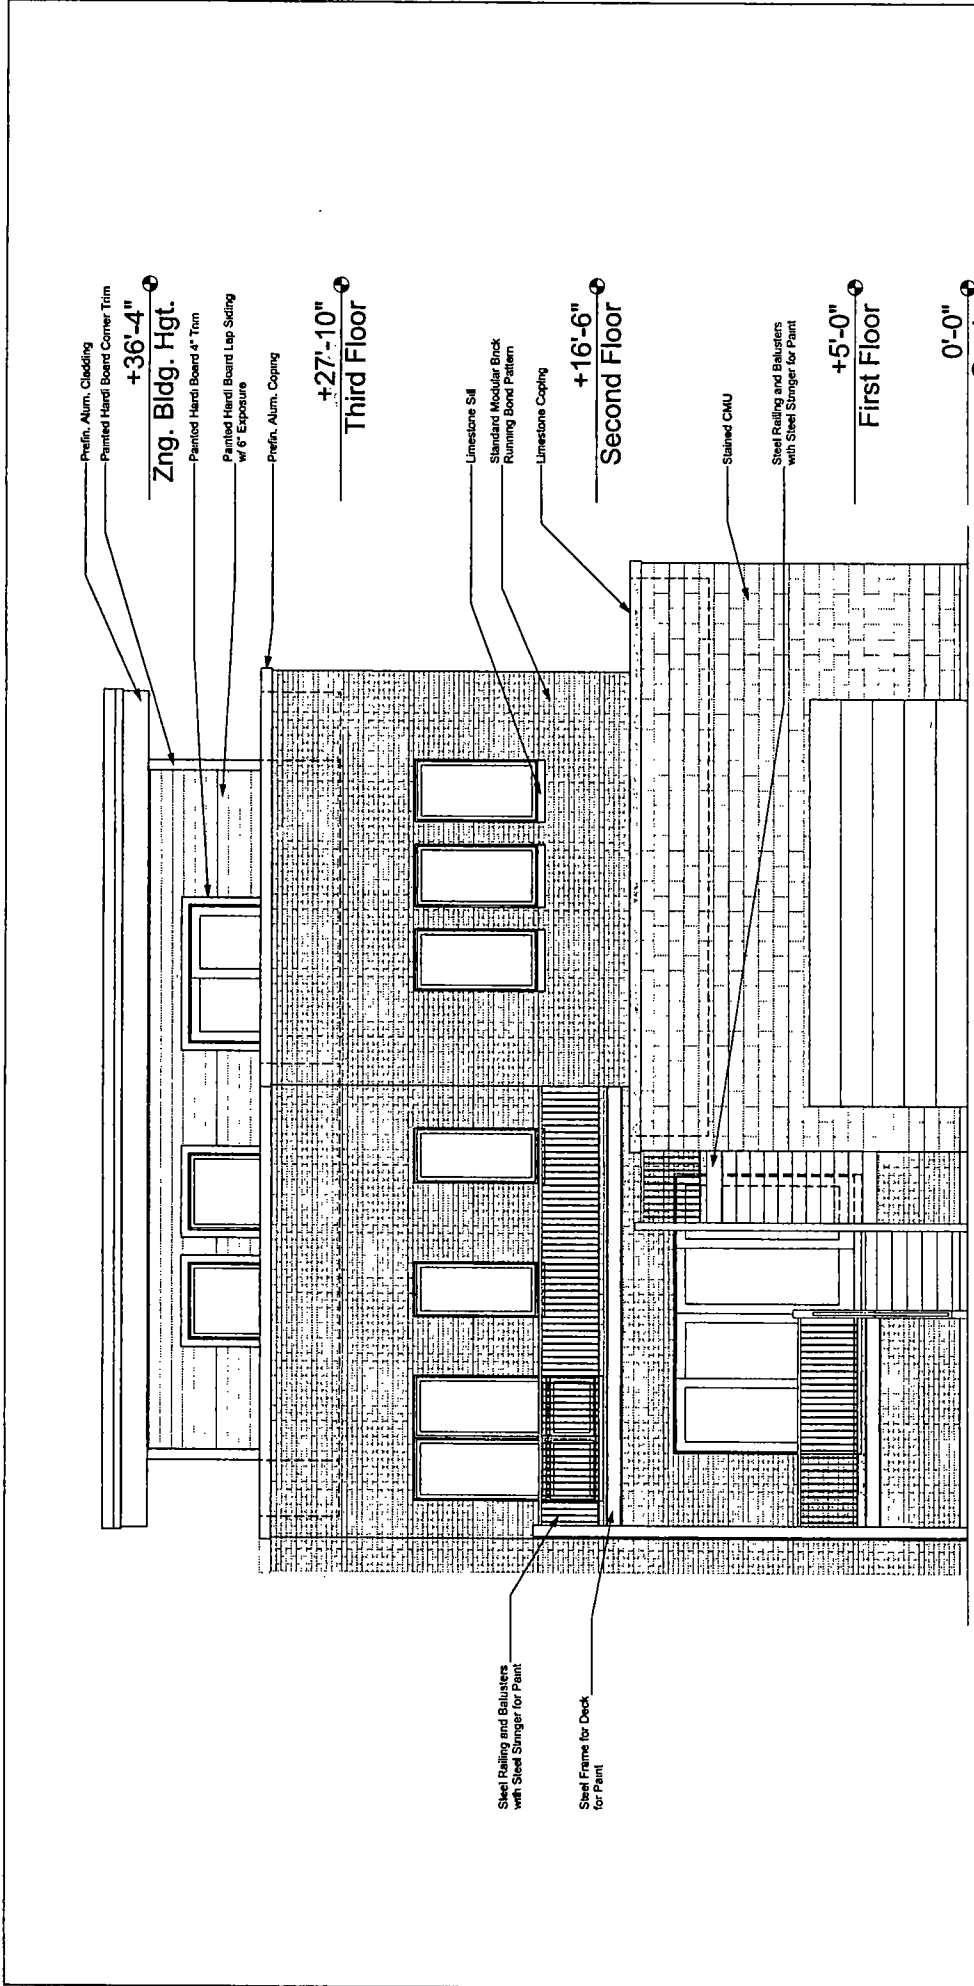 Prefin. Alum. Cladding
Painted Hardi Board Corner Trim
+36'-4"
Zng. Bldg. Hgt.
Painted Hardi Board 4" Trim
Painted Hardi Board Lap Siding
w/ 6" Exposure
Prefin. Alum. Coping
+27'-10"
Third Floor
Limestone Sill
Standard Modular Brick
Running Bond Pattern
Limestone Coping
+16'-6"
Second Floor
Stained CMU
Steel Railing and Balusters
with Steel Stringer for Paint
+5'-0"
First Floor
0'-0"
Steel Railing and Balusters
with Steel Stringer for Paint
Steel Frame for Deck
for Paint